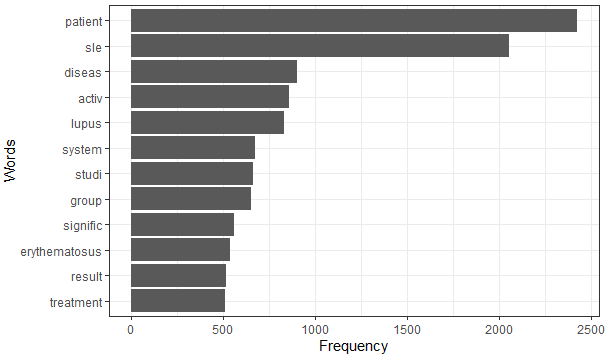 patient
sle
diseas
activ
lupus
system
studi
group
signific
erythematosus
result
treatment
Words
0 500 1000 1500 2000 2500
Frequency